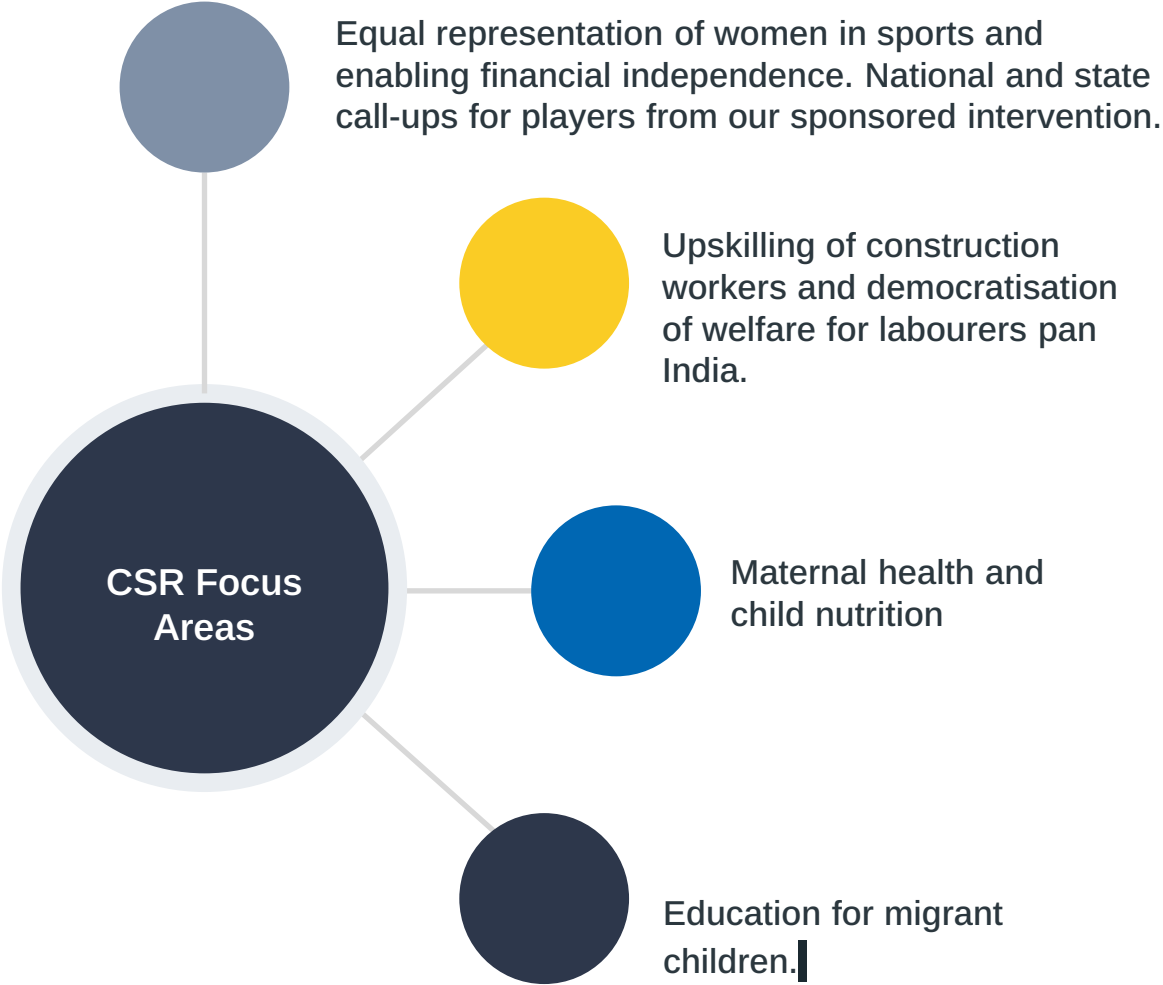 Equal representation of women in sports and
enabling financial independence. National and state
call-ups for players from our sponsored intervention.
Upskilling of construction
workers and democratisation
of welfare for labourers pan
India.
CSR Focus
Areas
Maternal health and
child nutrition
Education for migrant
children.